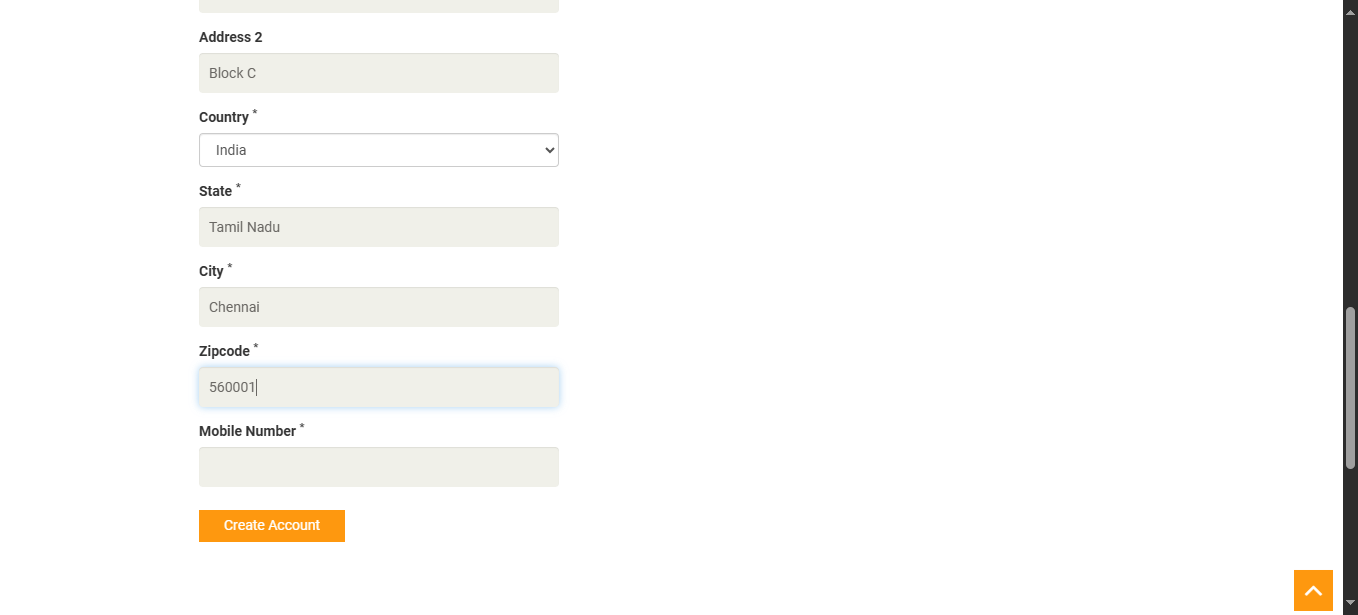 Address 2
Block C
Country *
India
State *
Tamil Nadu
City *
Chennai
Zipcode *
560001
Mobile Number *
Create Account